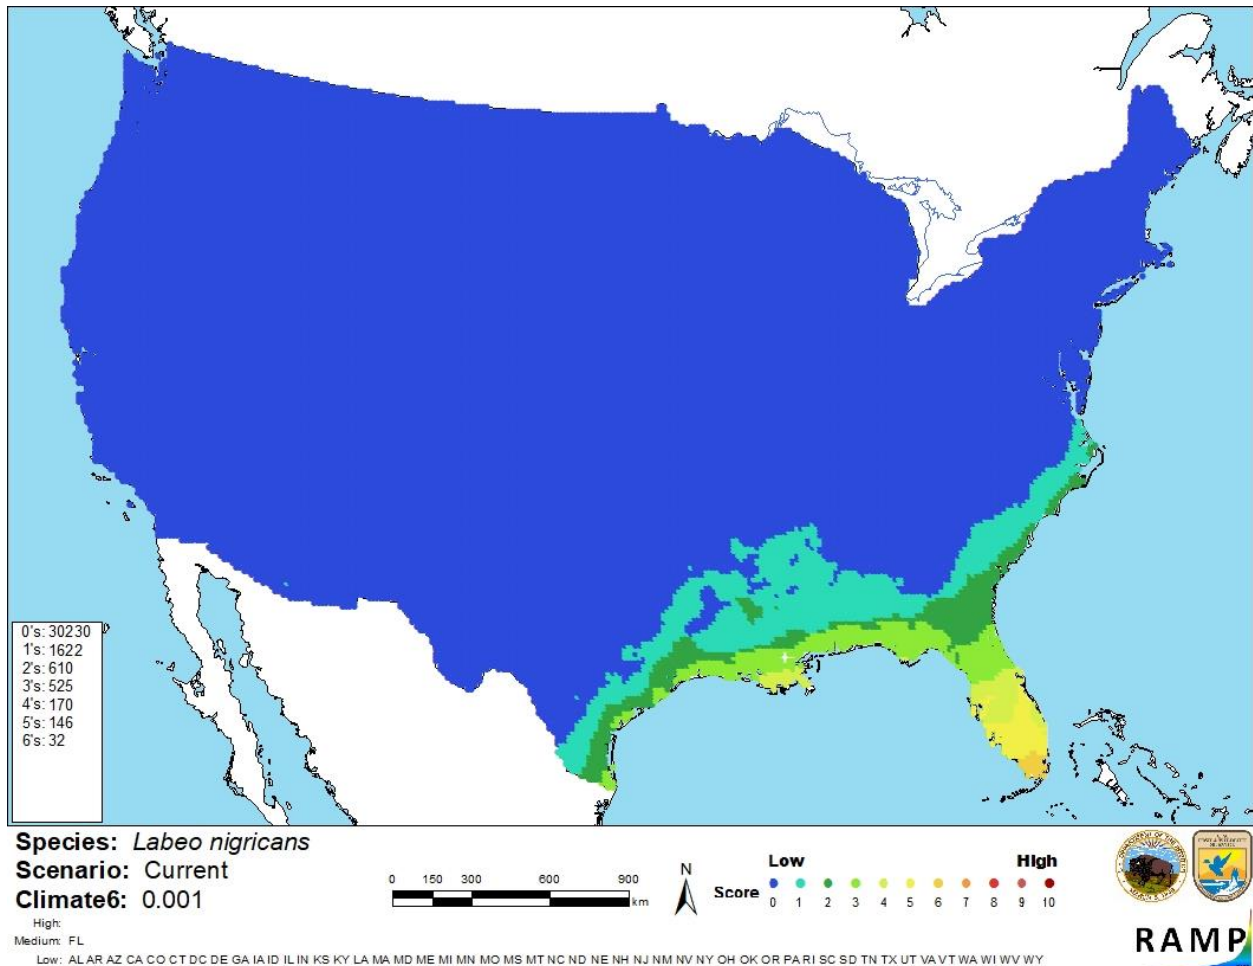 0's: 30230
1's: 1622
2's: 610
3's: 525
4's: 170
5's: 146
6's: 32
Species: Labeo nigricans
Scenario: Current
Climate6: 0.001
High:
Medium: FL
Low: AL AR AZ CA CO CT DC DE GA IA ID IL IN KS KY LA MA MD ME MI MN MO MS MT NC ND NE NH NJ NM NV NY OH OK OR PA RI SC SD TN TX UT VA VT WA WI WV WY
0 150 300 600 900
km
N
Low High
Score
0 1 2 3 4 5 6 7 8 9 10
RAMP